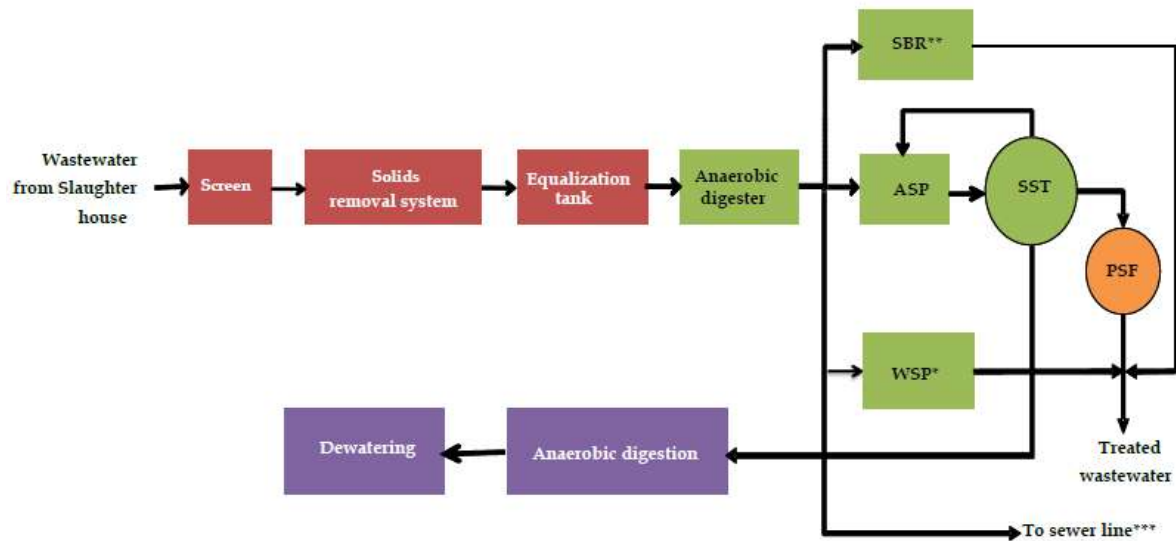 SBR**
Wastewater
from Slaughter
house
Screen
Solids
removal system
Equalization
tank
Anaerobic
digester
ASP
SST
PSF
WSP*
Dewatering
Anaerobic digestion
Treated
wastewater
To sewer line***